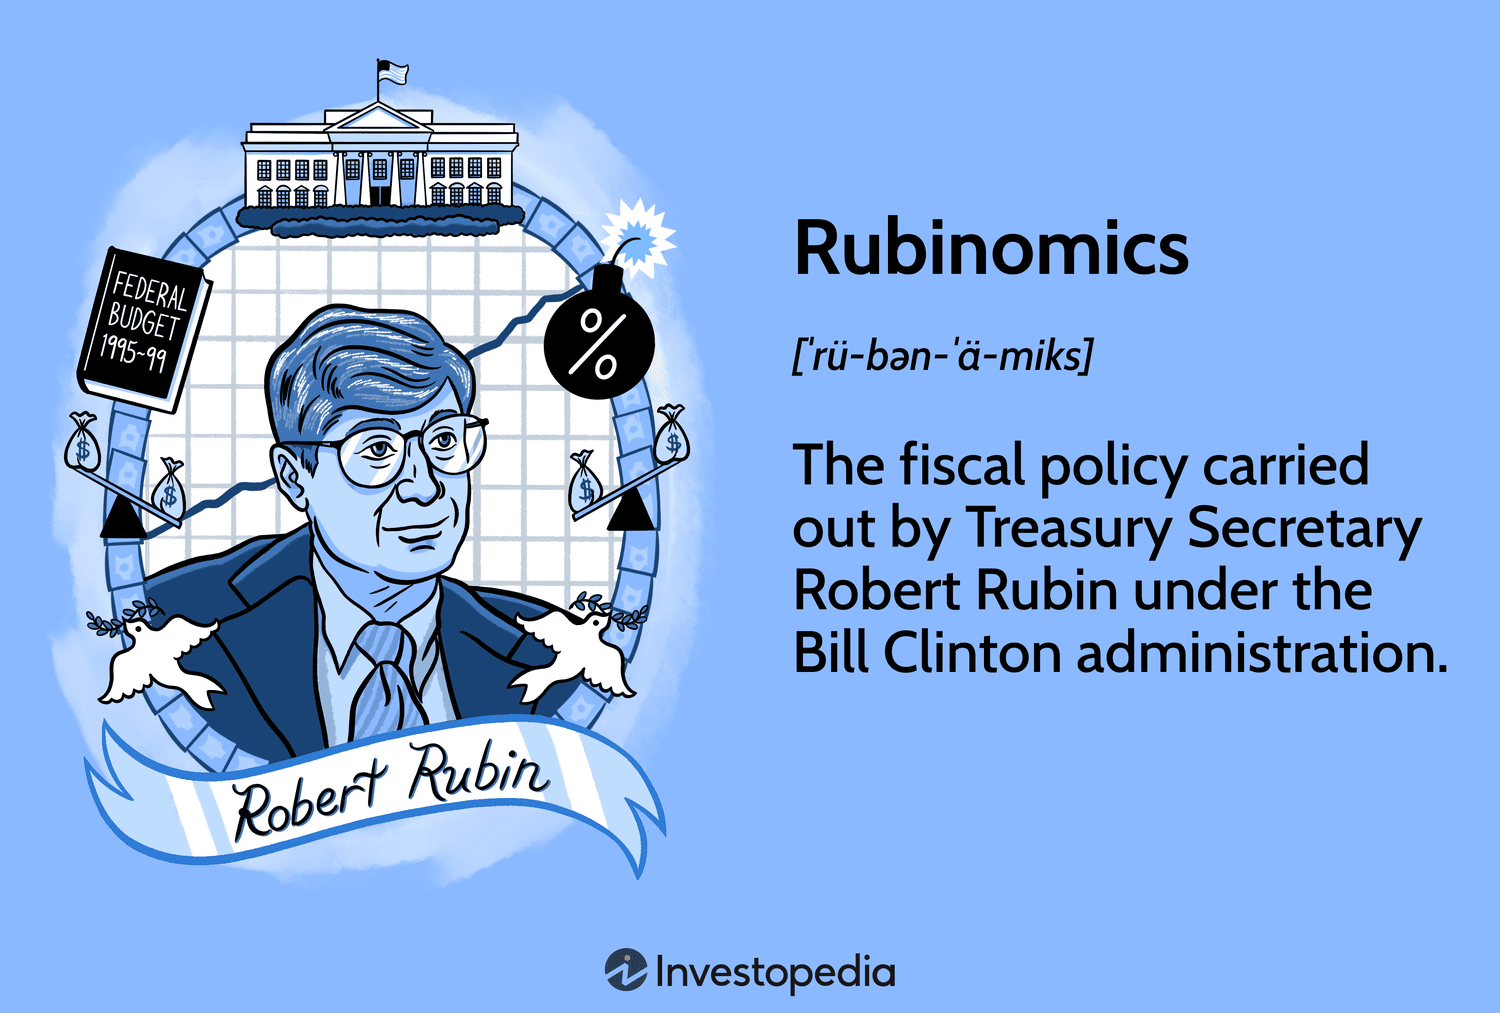 FEDERAL
BUDGET
1995~99
%
$
$
$
$
Robert Rubin
Rubinomics
[ˈrü-bən-ˈä-miks]
The fiscal policy carried
out by Treasury Secretary
Robert Rubin under the
Bill Clinton administration.
Investopedia